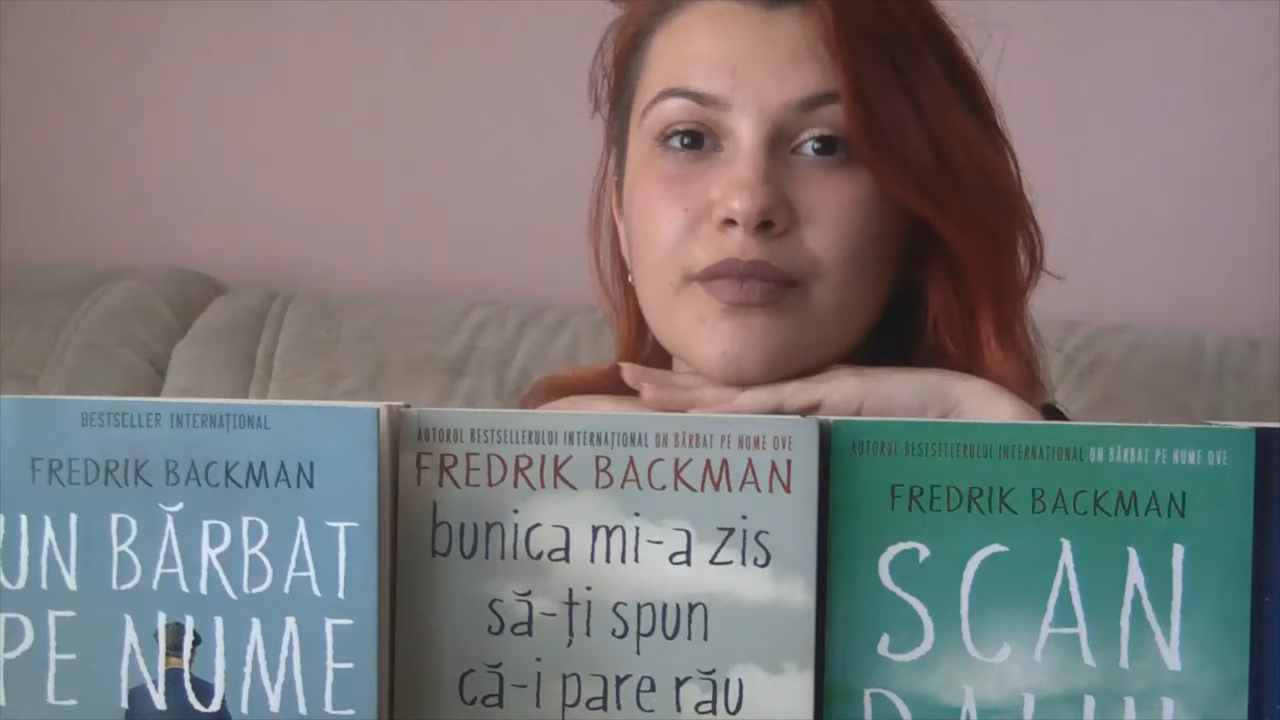 BESTSELLER INTERNAȚIONAL
FREDRIK BACKMAN
UN BĂRBAT
PE NUME
AUTORUL BESTSELLERULUI INTERNAȚIONAL UN BĂRBAT PE NUME OVE
FREDRIK BACKMAN
bunica mi-a zis
să-ți spun
că-i pare rău
AUTORUL BESTSELLERULUI INTERNAȚIONAL UN BĂRBAT PE NUME OVE
FREDRIK BACKMAN
SCAN